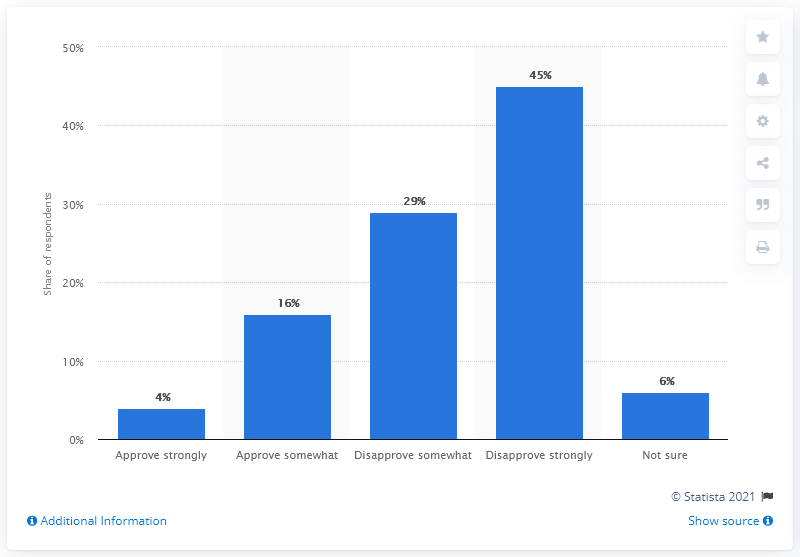 50%
45%
40%
30%
29%
20%
16%
10%
6%
4%
0%
Share of respondents
Approve strongly
Approve somewhat
Disapprove somewhat
Disapprove strongly
Not sure
© Statista 2021
Additional Information
Show source